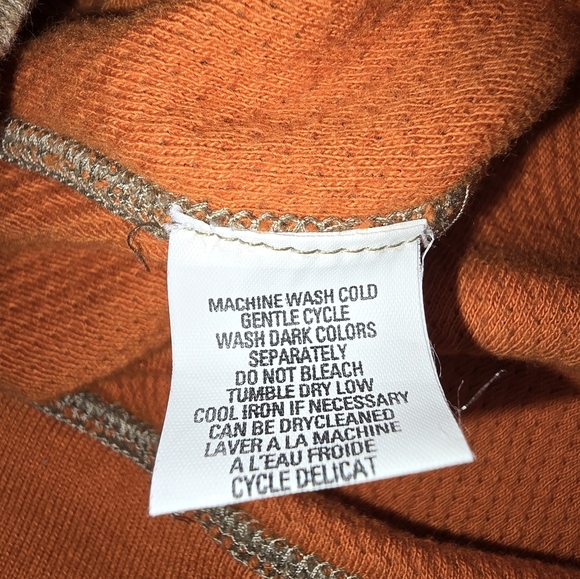 MACHINE WASH COLD
GENTLE CYCLE
WASH DARK COLORS
SEPARATELY
DO NOT BLEACH
TUMBLE DRY LOW
COOL IRON IF NECESSARY
CAN BE DRYCLEANED
LAVER A LA MACHINE
A L'EAU FROIDE
CYCLE DELICAT